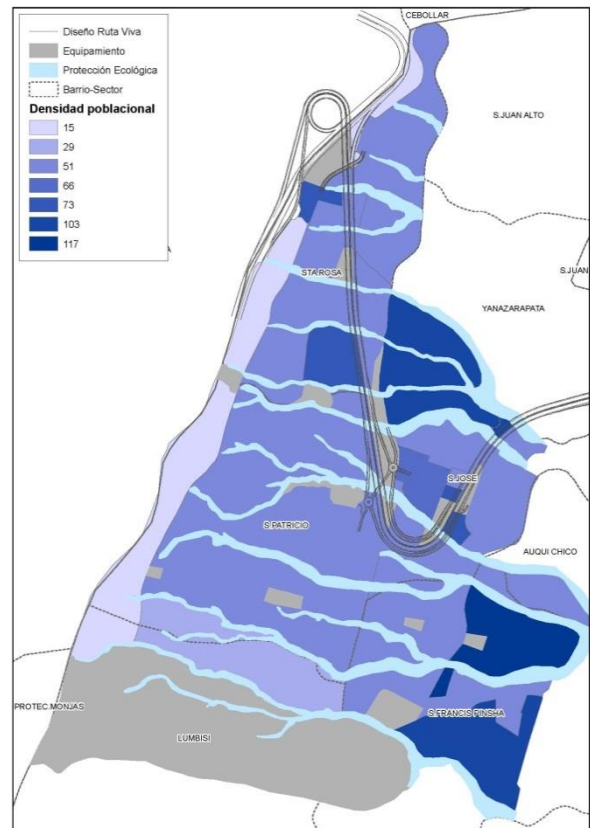 Diseño Ruta Viva
Equipamiento
Protección Ecológica
Barrio-Sector
Densidad poblacional
15
29
51
66
73
103
117
CEBOLLAR
S.JUAN ALTO
S.JUAN
STA.ROSA
YANAZARAPATA
S.JOSE
S.PATRICIO
AUQUI CHICO
PROTEC.MONJAS
S.FRANCIS PINSHA
LUMBISI